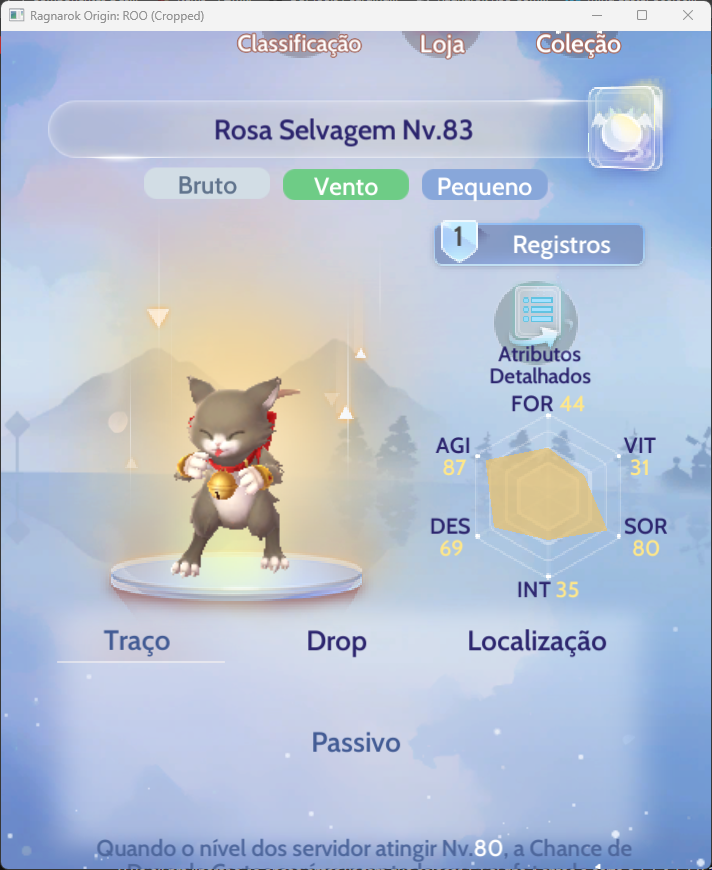 Ragnarok Origin: ROO (Cropped)
Classificação Loja Coleção
Rosa Selvagem Nv.83
Bruto Vento Pequeno
1 Registros
Atributos
Detalhados
FOR 44
AGI 87
VIT 31
DES 69
SOR 80
INT 35
Traço Drop Localização
Passivo
Quando o nível dos servidor atingir Nv.80, a Chance de